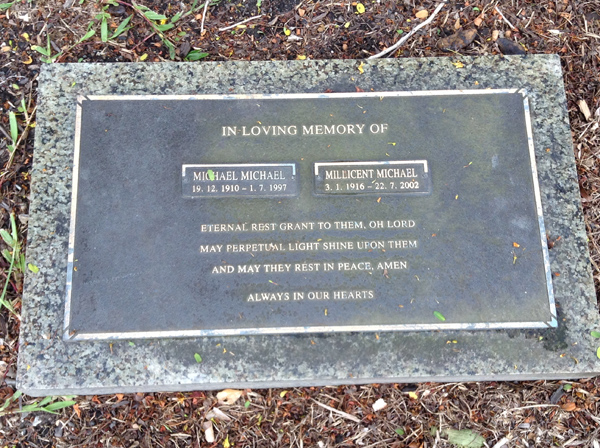 IN LOVING MEMORY OF
MICHAEL MICHAEL
19. 12. 1910 – 1. 7. 1997
MILLICENT MICHAEL
3. 1. 1916 – 22. 7. 2002
ETERNAL REST GRANT TO THEM, OH LORD
MAY PERPETUAL LIGHT SHINE UPON THEM
AND MAY THEY REST IN PEACE, AMEN
ALWAYS IN OUR HEARTS